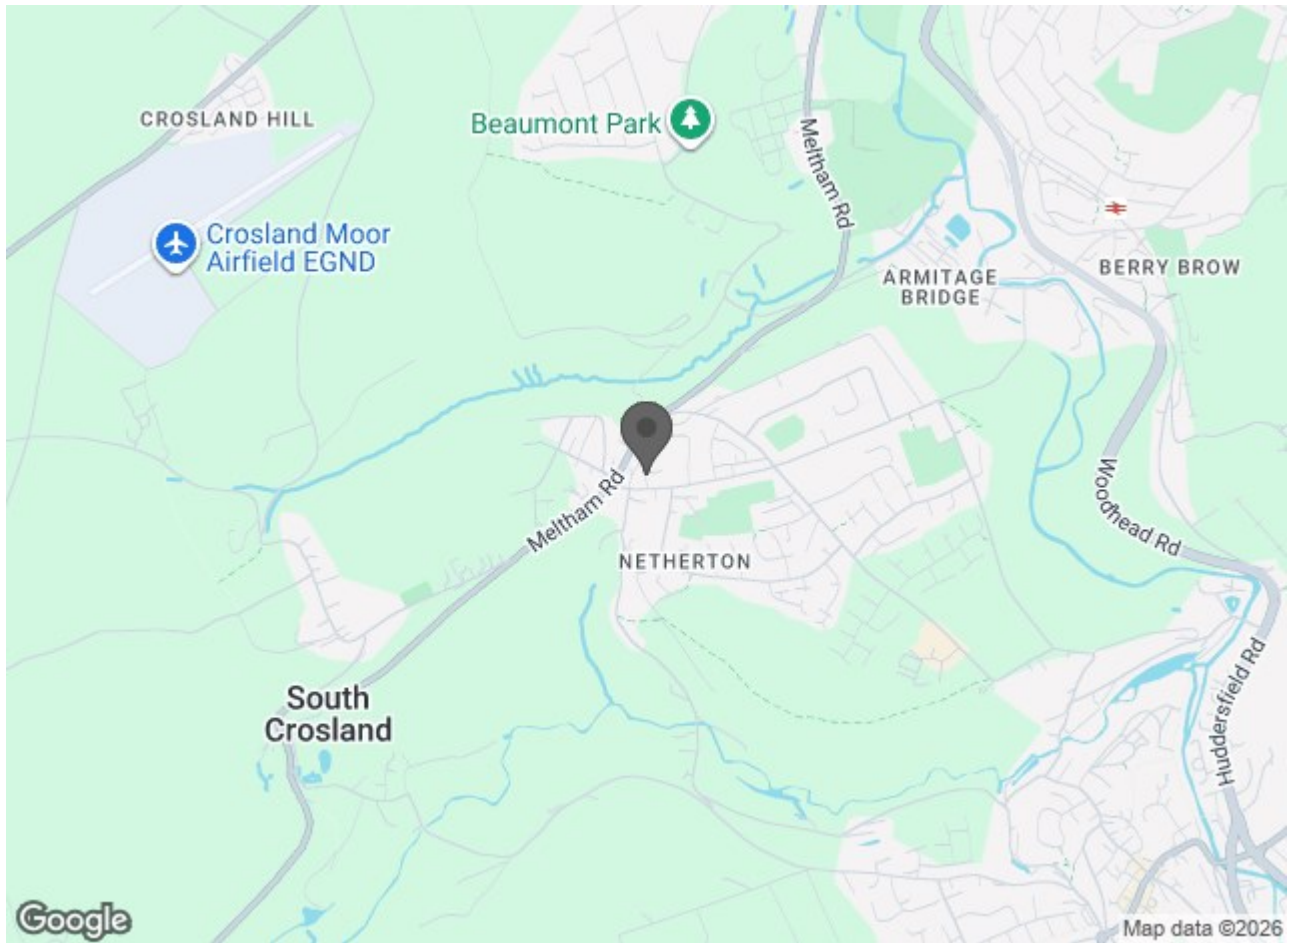 CROSLAND HILL
Beaumont Park
Meltham Rd
Crosland Moor
Airfield EGND
ARMITAGE
BRIDGE
BERRY BROW
Meltham Rd
Woodhead Rd
NETHERTON
South
Crosland
Huddersfield Rd
Google
Map data ©2026